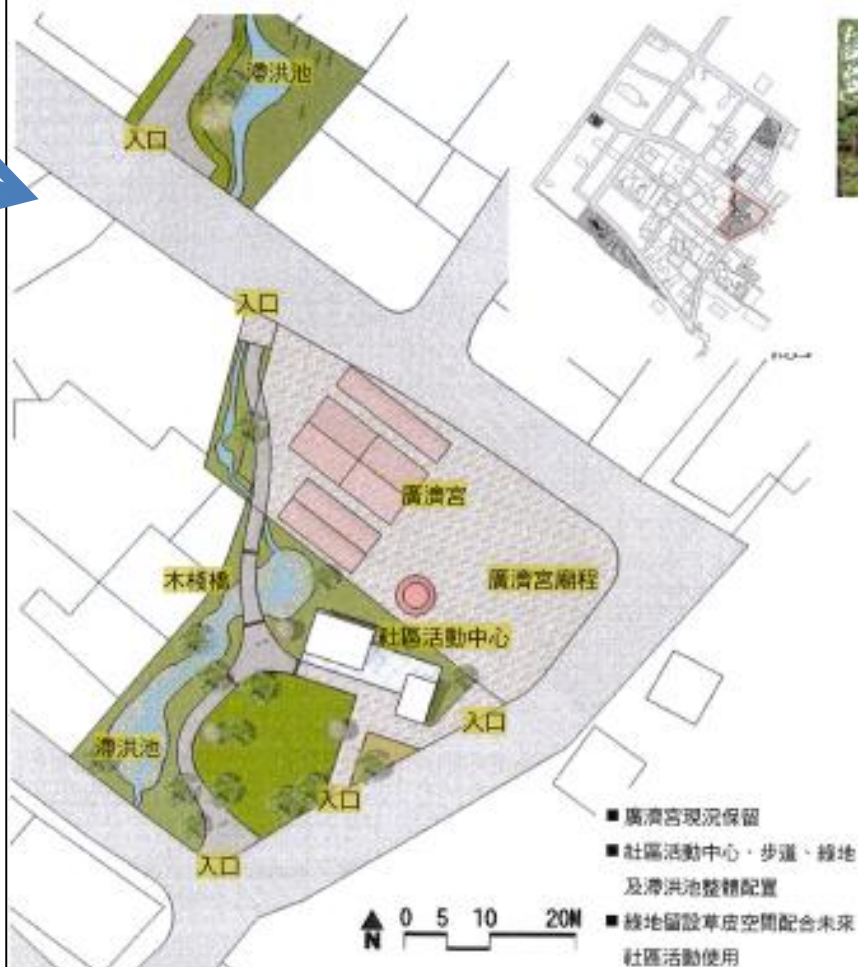 滯洪池
入口
入口
廣濟宮
木棧橋
廣濟宮廟程
社區活動中心
入口
滯洪池
入口
入口
■ 廣濟宮現況保留
■ 社區活動中心、步道、綠地
及滯洪池整體配置
0 5 10 20M
N
■ 綠地留設草皮空間配合未來
社區活動使用